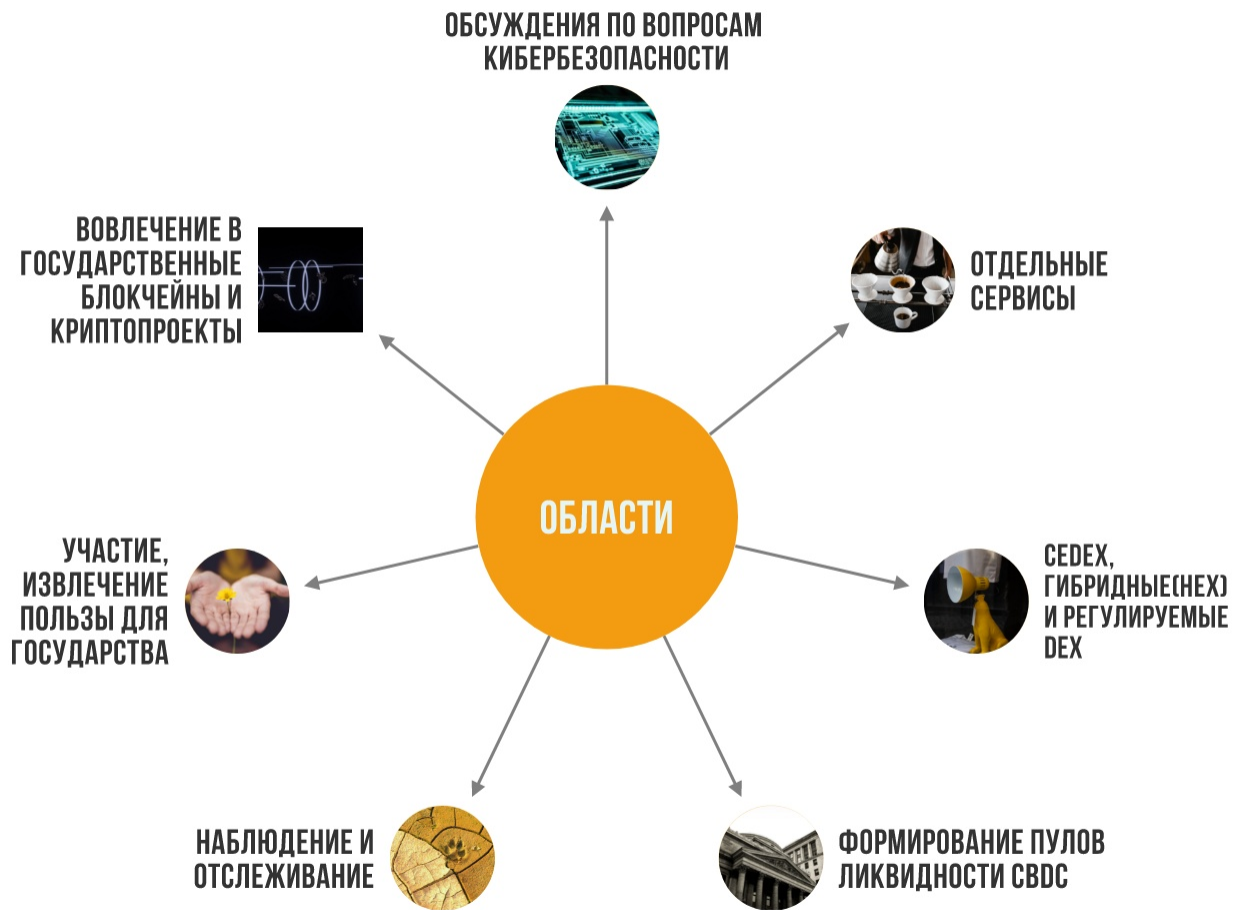 ОБСУЖДЕНИЯ ПО ВОПРОСАМ
КИБЕРБЕЗОПАСНОСТИ
ВОВЛЕЧЕНИЕ В
ГОСУДАРСТВЕННЫЕ
БЛОКЧЕЙНЫ И
КРИПТОПРОЕКТЫ
ОТДЕЛЬНЫЕ
СЕРВИСЫ
ОБЛАСТИ
УЧАСТИЕ,
ИЗВЛЕЧЕНИЕ
ПОЛЬЗЫ ДЛЯ
ГОСУДАРСТВА
CEDEX,
ГИБРИДНЫЕ(HEX)
И РЕГУЛИРУЕМЫЕ
DEX
НАБЛЮДЕНИЕ И
ОТСЛЕЖИВАНИЕ
ФОРМИРОВАНИЕ ПУЛОВ
ЛИКВИДНОСТИ CBDC